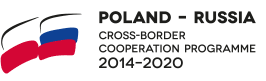 POLAND – RUSSIA
CROSS-BORDER
COOPERATION PROGRAMME
2014–2020